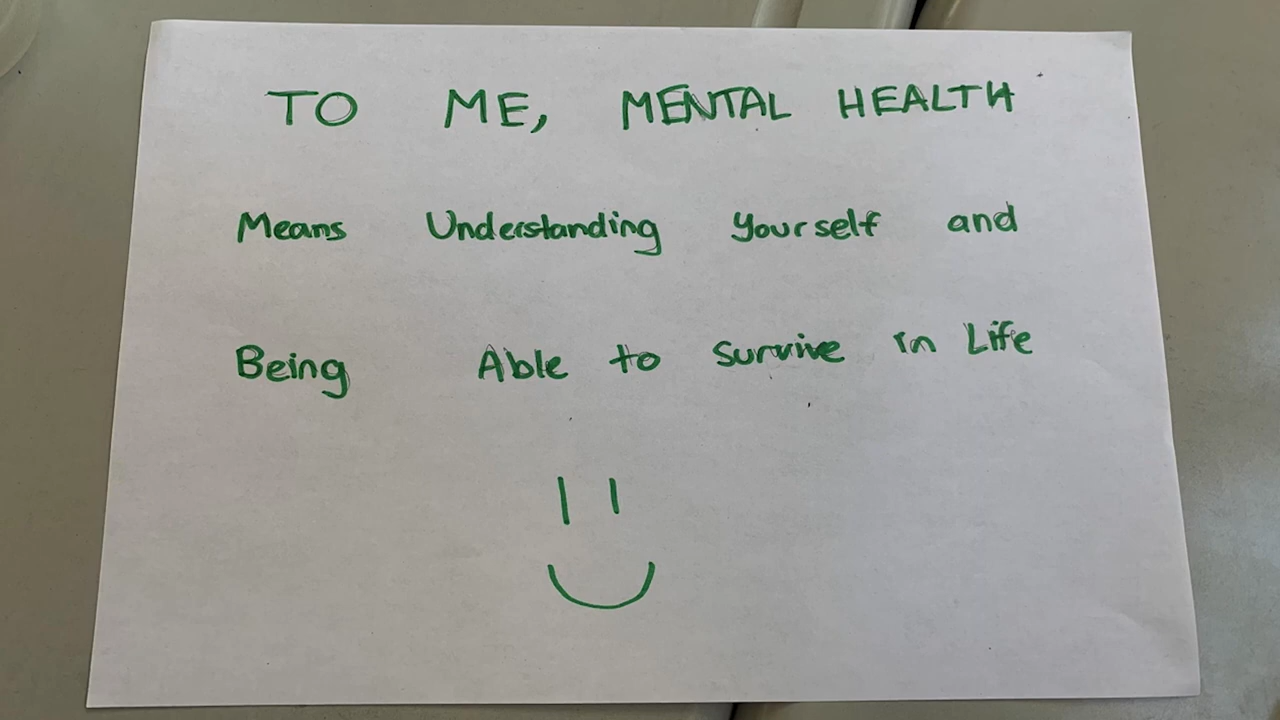 TO ME, MENTAL HEALTH
Means Understanding Yourself and
Being Able to Survive in Life